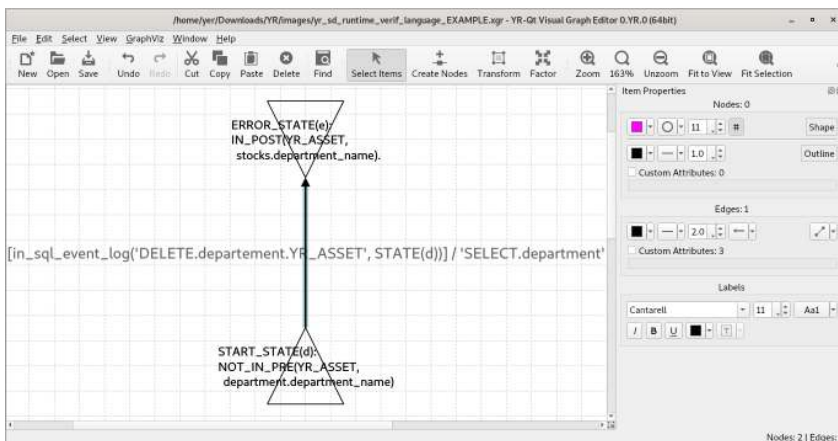 /home/yer/Downloads/YR/images/yr_sd_runtime_verif_language_EXAMPLE.xgr - YR-Qt Visual Graph Editor 0.YR.0 (64bit)
File Edit Select View GraphViz Window Help
New Open Save Undo Redo Cut Copy Paste Delete Find Select Items Create Nodes Transform Factor Zoom 163% Unzoom Fit to View Fit Selection
Item Properties
Nodes: 0
11 # Shape
1.0 Outline
Custom Attributes: 0
Edges: 1
2.0
Custom Attributes: 3
Labels
Cantarell 11 Aa1
I B U T
ERROR_STATE(e):
IN_POST(YR_ASSET,
stocks.department_name).
[in_sql_event_log('DELETE.departement.YR_ASSET', STATE(d))] / 'SELECT.department'
START_STATE(d):
NOT_IN_PRE(YR_ASSET,
department.department_name)
Nodes: 2 | Edges: